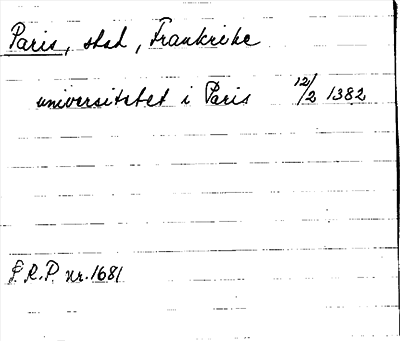 Paris, stad, Frankrike
universitetet i Paris 12/2 1382
S.R.P. nr. 1681